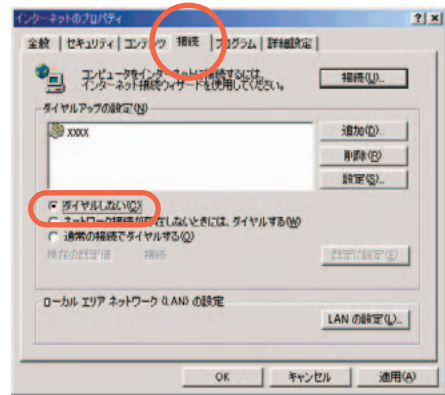 インターネットのプロパティ
全般 セキュリティ コンテンツ 接続 プログラム 詳細設定
コンピュータをインターネットに接続するには、
インターネット接続ウィザードを使用してください。
接続(U)...
ダイヤルアップの設定(N)
xxxx
追加(D)...
削除(R)
設定(S)...
ダイヤルしない(C)
ネットワーク接続が存在しないときには、ダイヤルする(W)
通常の接続でダイヤルする(O)
現在の既定値: 接続
既定に設定(E)
ローカル エリア ネットワーク (LAN) の設定
LAN の設定(L)...
OK キャンセル 適用(A)